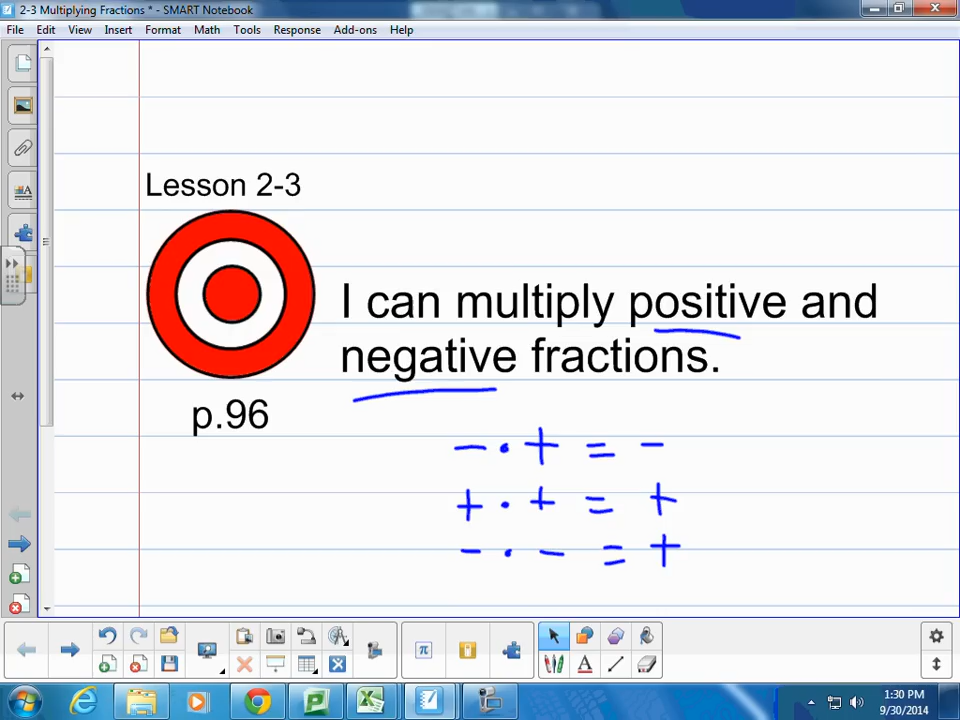 2-3 Multiplying Fractions * - SMART Notebook
File Edit View Insert Format Tools Response Add-ons Help
Lesson 2-3
I can multiply positive and
negative fractions.
p.96
- · + = -
+ · + = +
- · - = +
π
A
1:30 PM
9/30/2014